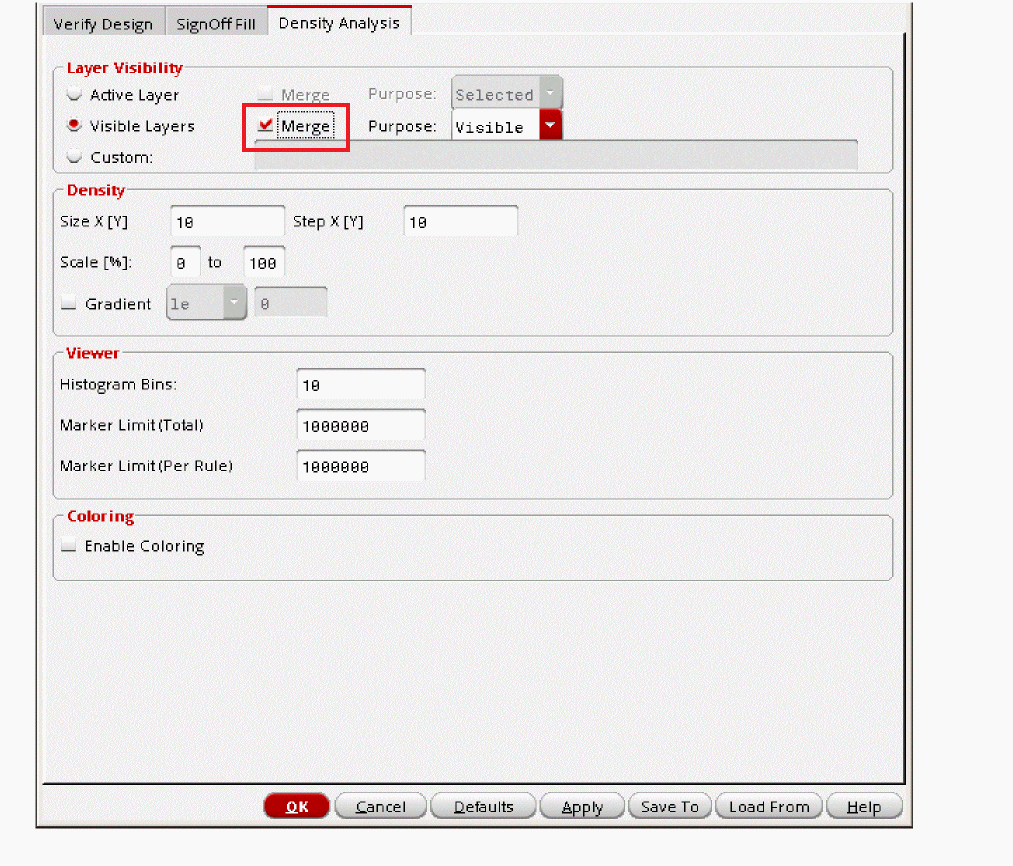 Verify Design SignOff Fill Density Analysis
Layer Visibility
Active Layer Merge Purpose: Selected
Visible Layers Merge Purpose: Visible
Custom:
Density
Size X [Y] 10 Step X [Y] 10
Scale [%]: 0 to 100
Gradient le 0
Viewer
Histogram Bins: 10
Marker Limit(Total) 1000000
Marker Limit(Per Rule) 1000000
Coloring
Enable Coloring
OK Cancel Defaults Apply Save To Load From Help